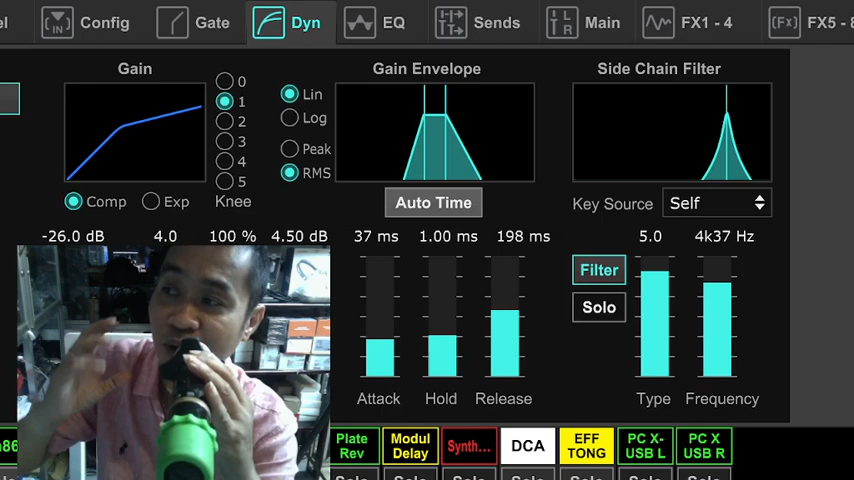 el
Config
Gate
Dyn
EQ
Sends
Main
FX1 - 4
FX5 - 8
Gain
Gain Envelope
Side Chain Filter
0
1
2
3
4
5
Knee
Lin
Log
Peak
RMS
Comp
Exp
Auto Time
Key Source
Self
-26.0 dB
4.0
100 %
4.50 dB
37 ms
1.00 ms
198 ms
5.0
4k37 Hz
Filter
Solo
Attack
Hold
Release
Type
Frequency
a86
Plate
Rev
Modul
Delay
Synth...
DCA
EFF
TONG
PC X-
USB L
PC X
USB R